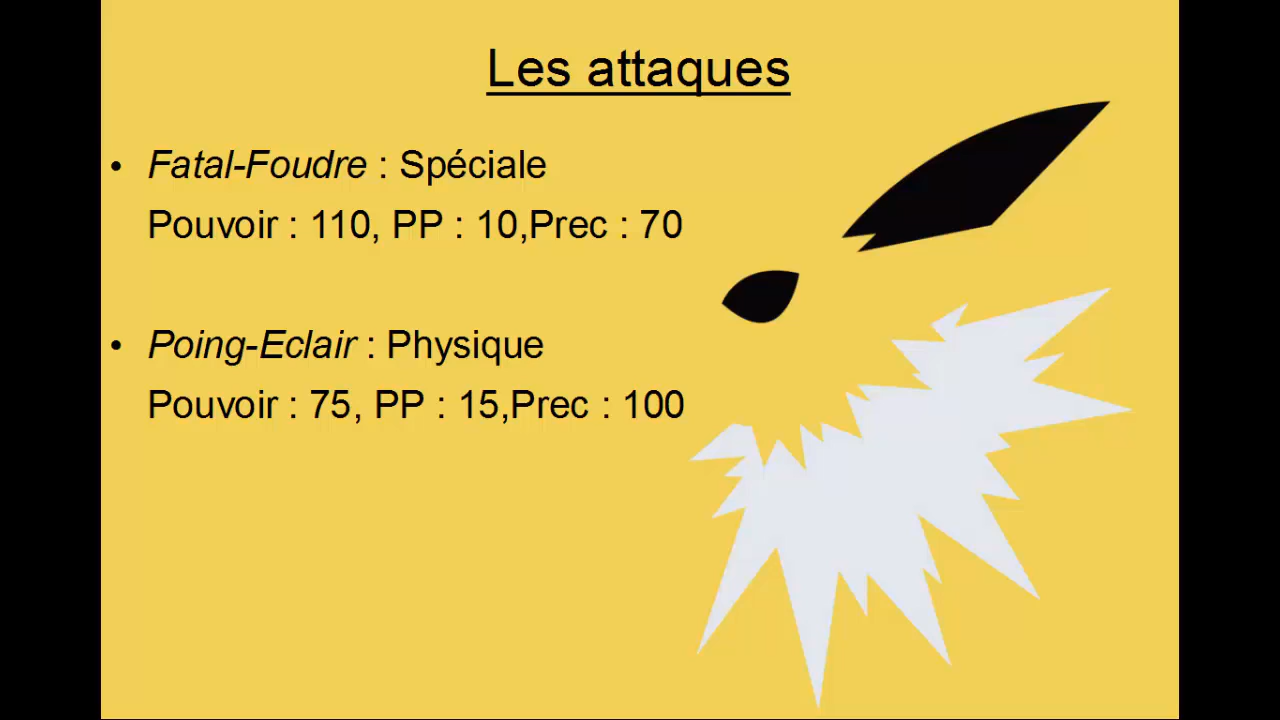 Les attaques
• Fatal-Foudre : Spéciale
Pouvoir : 110, PP : 10,Prec : 70
• Poing-Eclair : Physique
Pouvoir : 75, PP : 15,Prec : 100